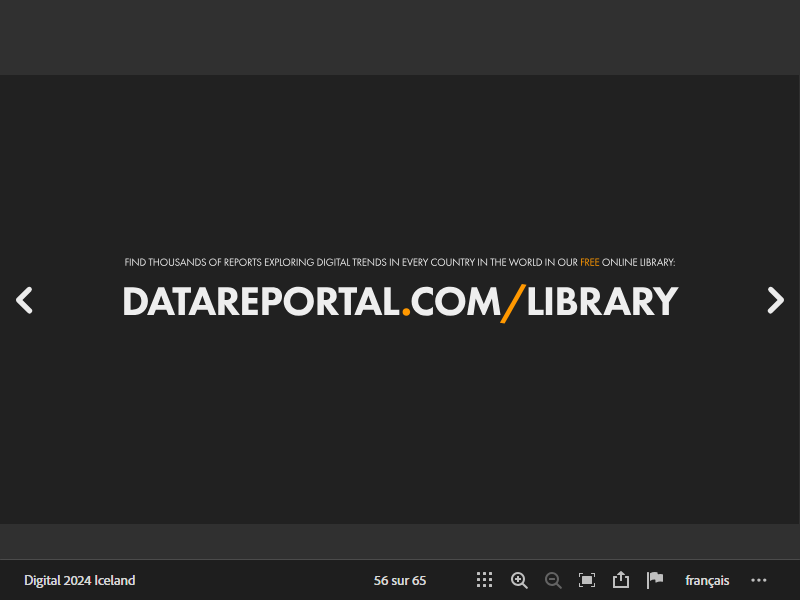 FIND THOUSANDS OF REPORTS EXPLORING DIGITAL TRENDS IN EVERY COUNTRY IN THE WORLD IN OUR FREE ONLINE LIBRARY:
DATAREPORTAL.COM/LIBRARY
Digital 2024 Iceland
56 sur 65
français